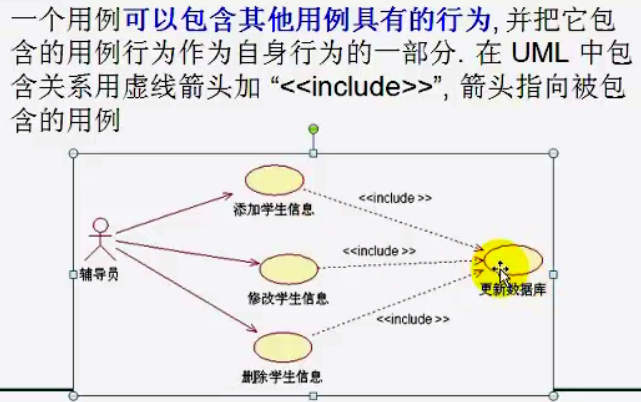 一个用例可以包含其他用例具有的行为, 并把它包
含的用例行为作为自身行为的一部分. 在 UML 中包
含关系用虚线箭头加 “<<include>>”, 箭头指向被包
含的用例
<<include >>
添加学生信息
<<include >>
辅导员
更新数据库
修改学生信息
<<include >>
删除学生信息